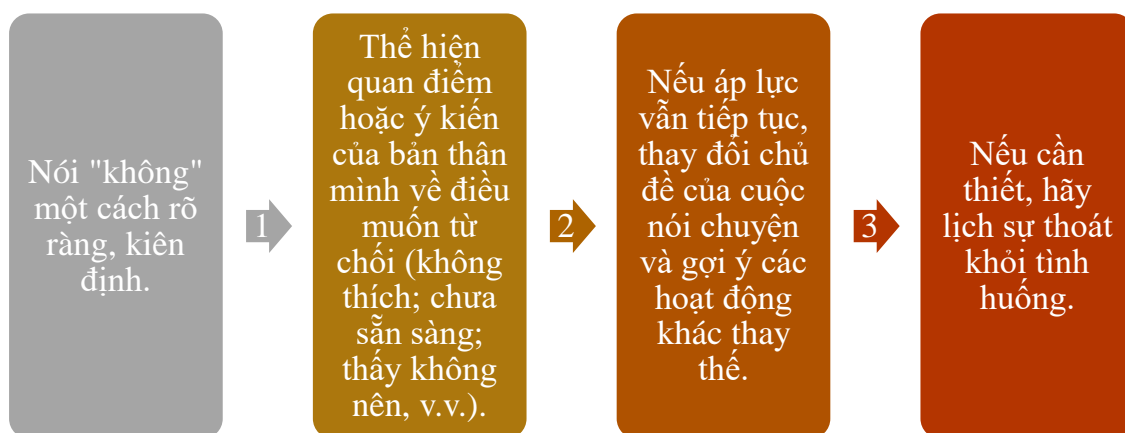 Nói "không"
một cách rõ
ràng, kiên
định.
1
Thể hiện
quan điểm
hoặc ý kiến
của bản thân
mình về điều
muốn từ
chối (không
thích; chưa
sẵn sàng;
thấy không
nên, v.v.).
2
Nếu áp lực
vẫn tiếp tục,
thay đổi chủ
đề của cuộc
nói chuyện
và gợi ý các
hoạt động
khác thay
thế.
3
Nếu cần
thiết, hãy
lịch sự thoát
khỏi tình
huống.